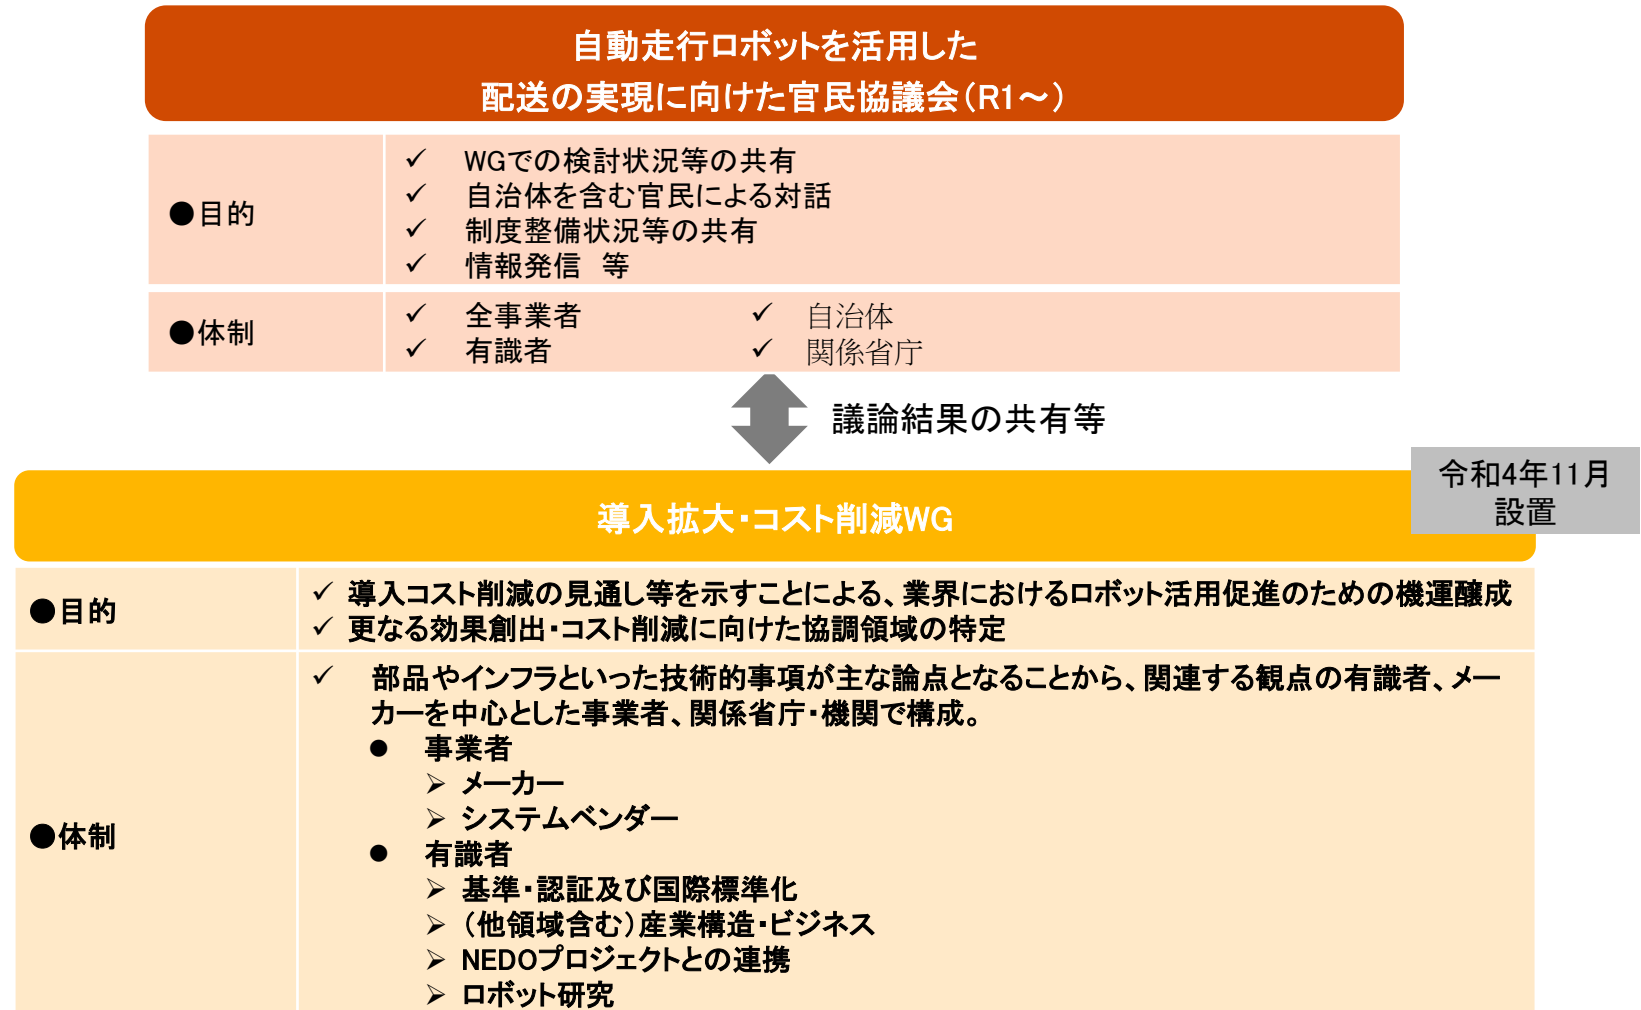 自動走行ロボットを活用した
配送の実現に向けた官民協議会（R1～）
●目的
✓ WGでの検討状況等の共有
✓ 自治体を含む官民による対話
✓ 制度整備状況等の共有
✓ 情報発信　等
●体制
✓ 全事業者 ✓ 自治体
✓ 有識者 ✓ 関係省庁
議論結果の共有等
令和4年11月
設置
導入拡大・コスト削減WG
●目的
✓ 導入コスト削減の見通し等を示すことによる、業界におけるロボット活用促進のための機運醸成
✓ 更なる効果創出・コスト削減に向けた協調領域の特定
●体制
✓ 部品やインフラといった技術的事項が主な論点となることから、関連する観点の有識者、メー
カーを中心とした事業者、関係省庁・機関で構成。
● 事業者
➢ メーカー
➢ システムベンダー
● 有識者
➢ 基準・認証及び国際標準化
➢ （他領域含む）産業構造・ビジネス
➢ NEDOプロジェクトとの連携
➢ ロボット研究